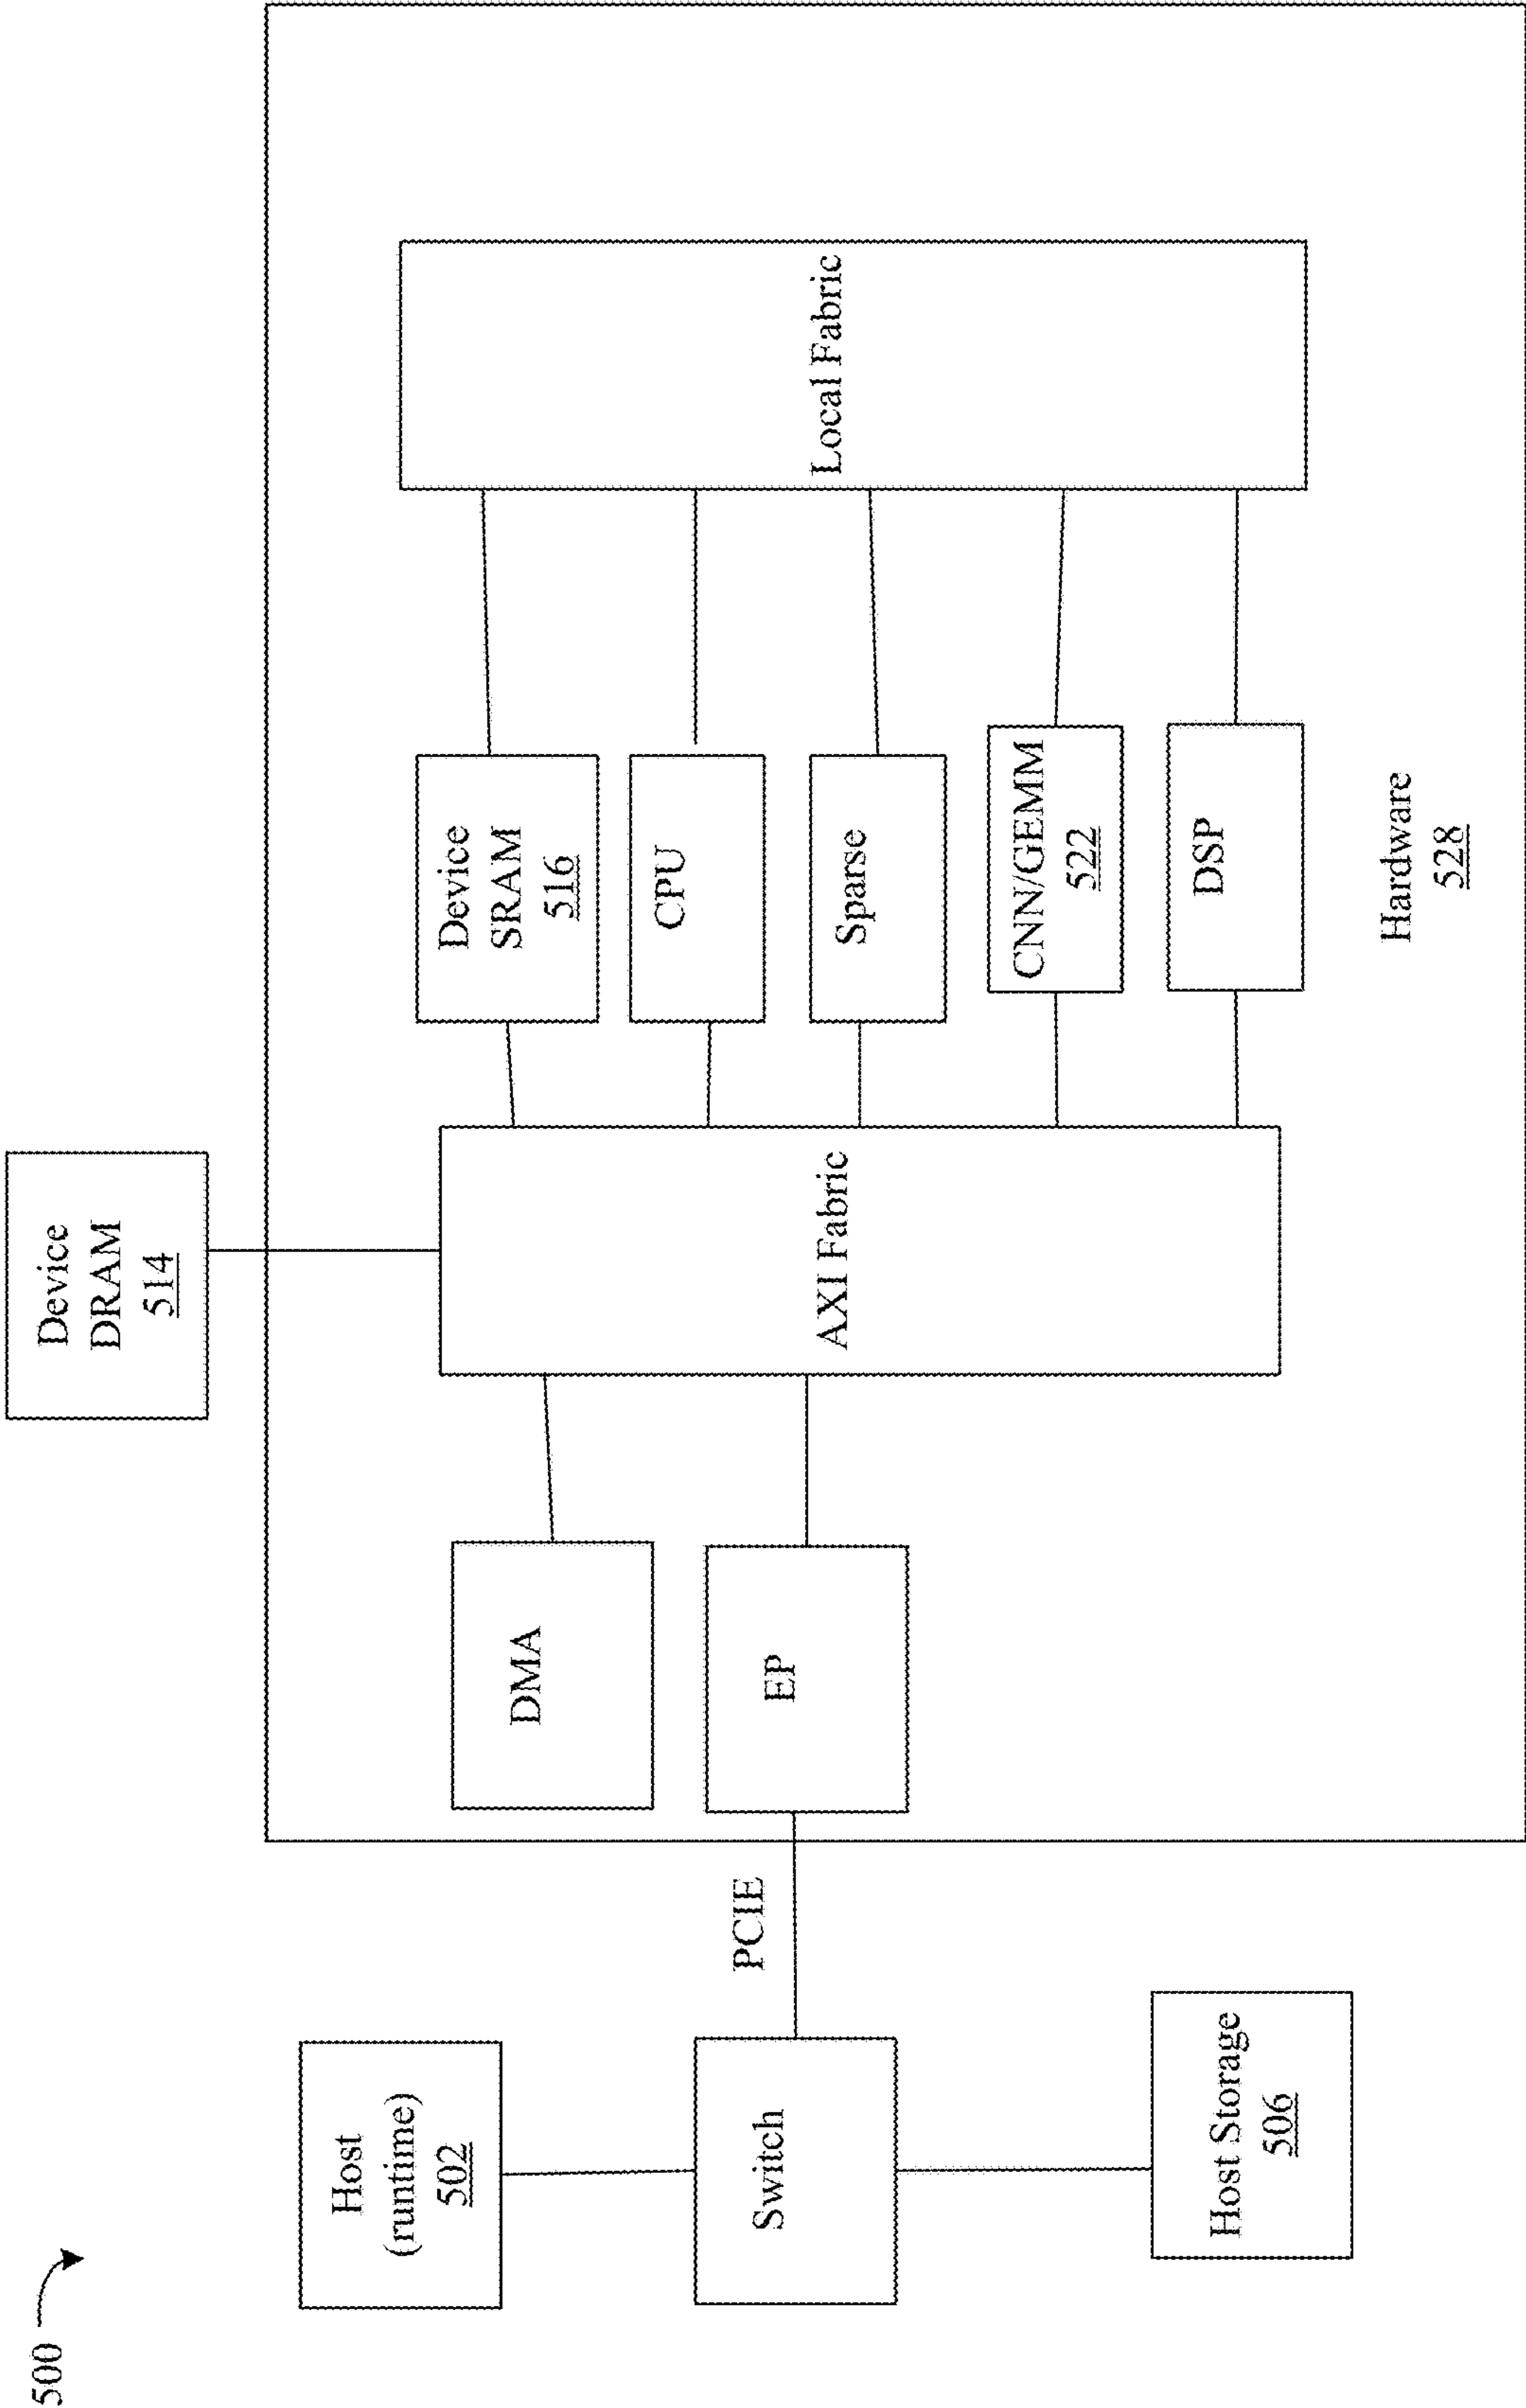 500
Device
DRAM
514
Host
(runtime)
502
Switch
Host Storage
506
PCIE
DMA
EP
AXI Fabric
Device
SRAM
516
CPU
Sparse
CNN/GEMM
522
DSP
Local Fabric
Hardware
528